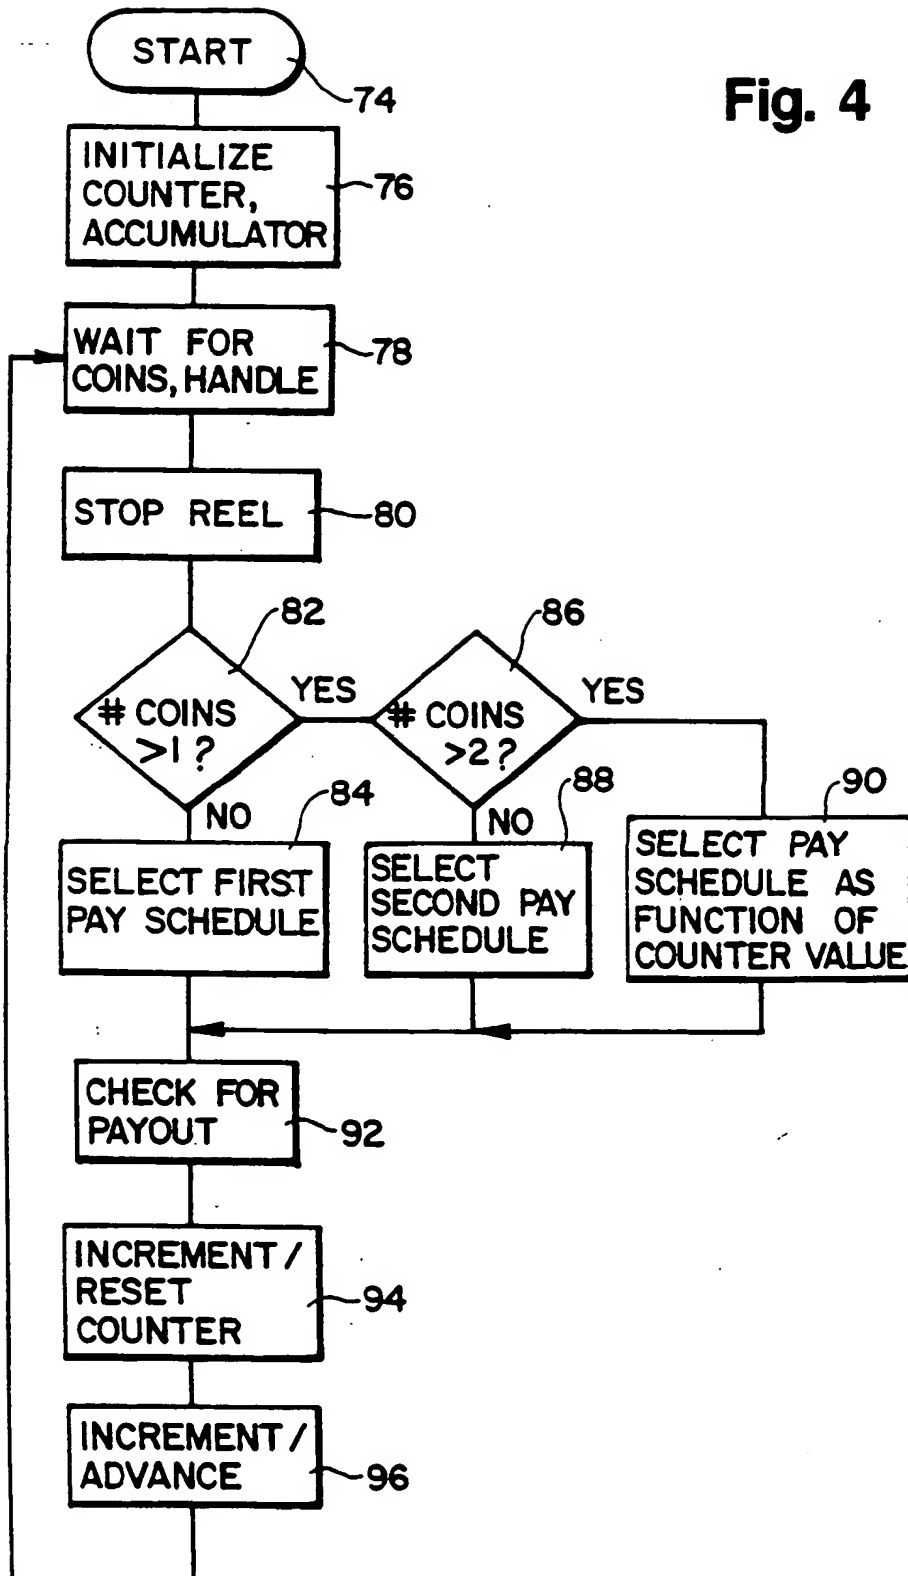 START
74
Fig. 4
INITIALIZE
COUNTER,
ACCUMULATOR
76
WAIT FOR
COINS, HANDLE
78
STOP REEL
80
82
# COINS
>1?
YES
NO
86
# COINS
>2?
YES
NO
84
SELECT FIRST
PAY SCHEDULE
88
SELECT
SECOND PAY
SCHEDULE
90
SELECT PAY
SCHEDULE AS
FUNCTION OF
COUNTER VALUE
CHECK FOR
PAYOUT
92
INCREMENT/
RESET
COUNTER
94
INCREMENT/
ADVANCE
96